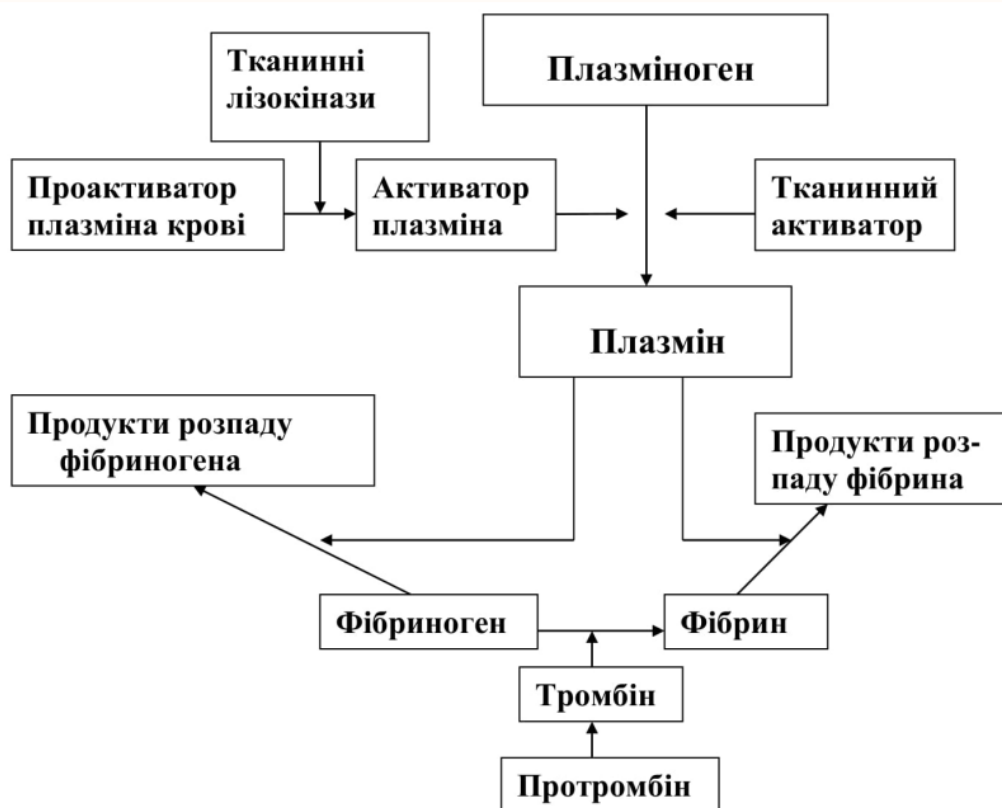 Тканинні
лізокінази
Плазміноген
Проактиватор
плазміна крові
Активатор
плазміна
Тканинний
активатор
Плазмін
Продукти розпаду
фібриногена
Продукти роз-
паду фібрина
Фібриноген
Фібрин
Тромбін
Протромбін